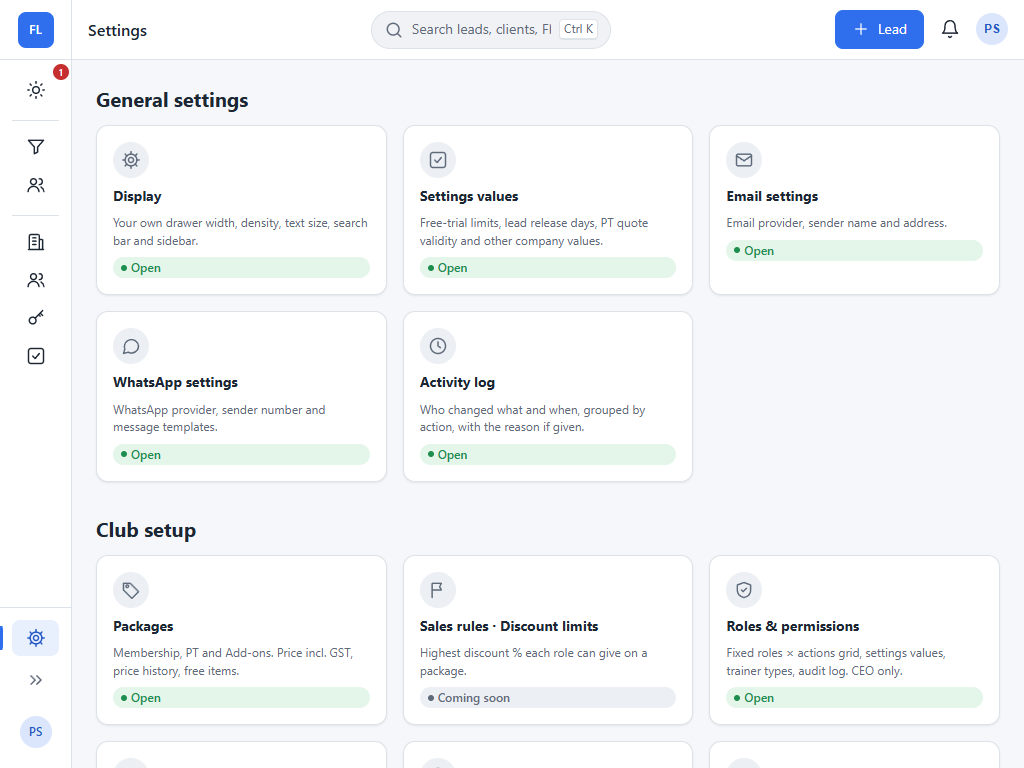 FL
Settings
Search leads, clients, Fl
Ctrl K
Lead
PS
1
General settings
Display
Your own drawer width, density, text size, search
bar and sidebar.
Open
Settings values
Free-trial limits, lead release days, PT quote
validity and other company values.
Open
Email settings
Email provider, sender name and address.
Open
WhatsApp settings
WhatsApp provider, sender number and
message templates.
Open
Activity log
Who changed what and when, grouped by
action, with the reason if given.
Open
Club setup
Packages
Membership, PT and Add-ons. Price incl. GST,
price history, free items.
Open
Sales rules · Discount limits
Highest discount % each role can give on a
package.
Coming soon
Roles & permissions
Fixed roles × actions grid, settings values,
trainer types, audit log. CEO only.
Open
PS